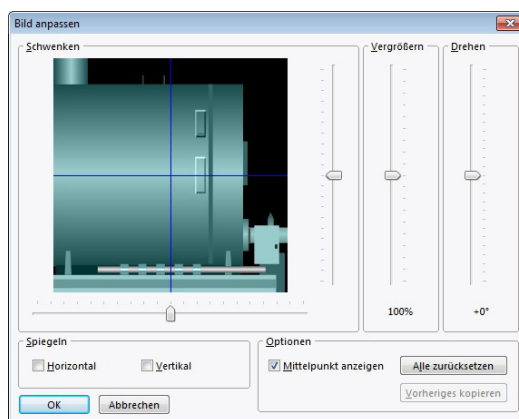 Bild anpassen
Schwenken
Vergrößern
Drehen
100%
+0°
Spiegeln
Horizontal
Vertikal
Optionen
Mittelpunkt anzeigen
Alle zurücksetzen
Vorheriges kopieren
OK
Abbrechen